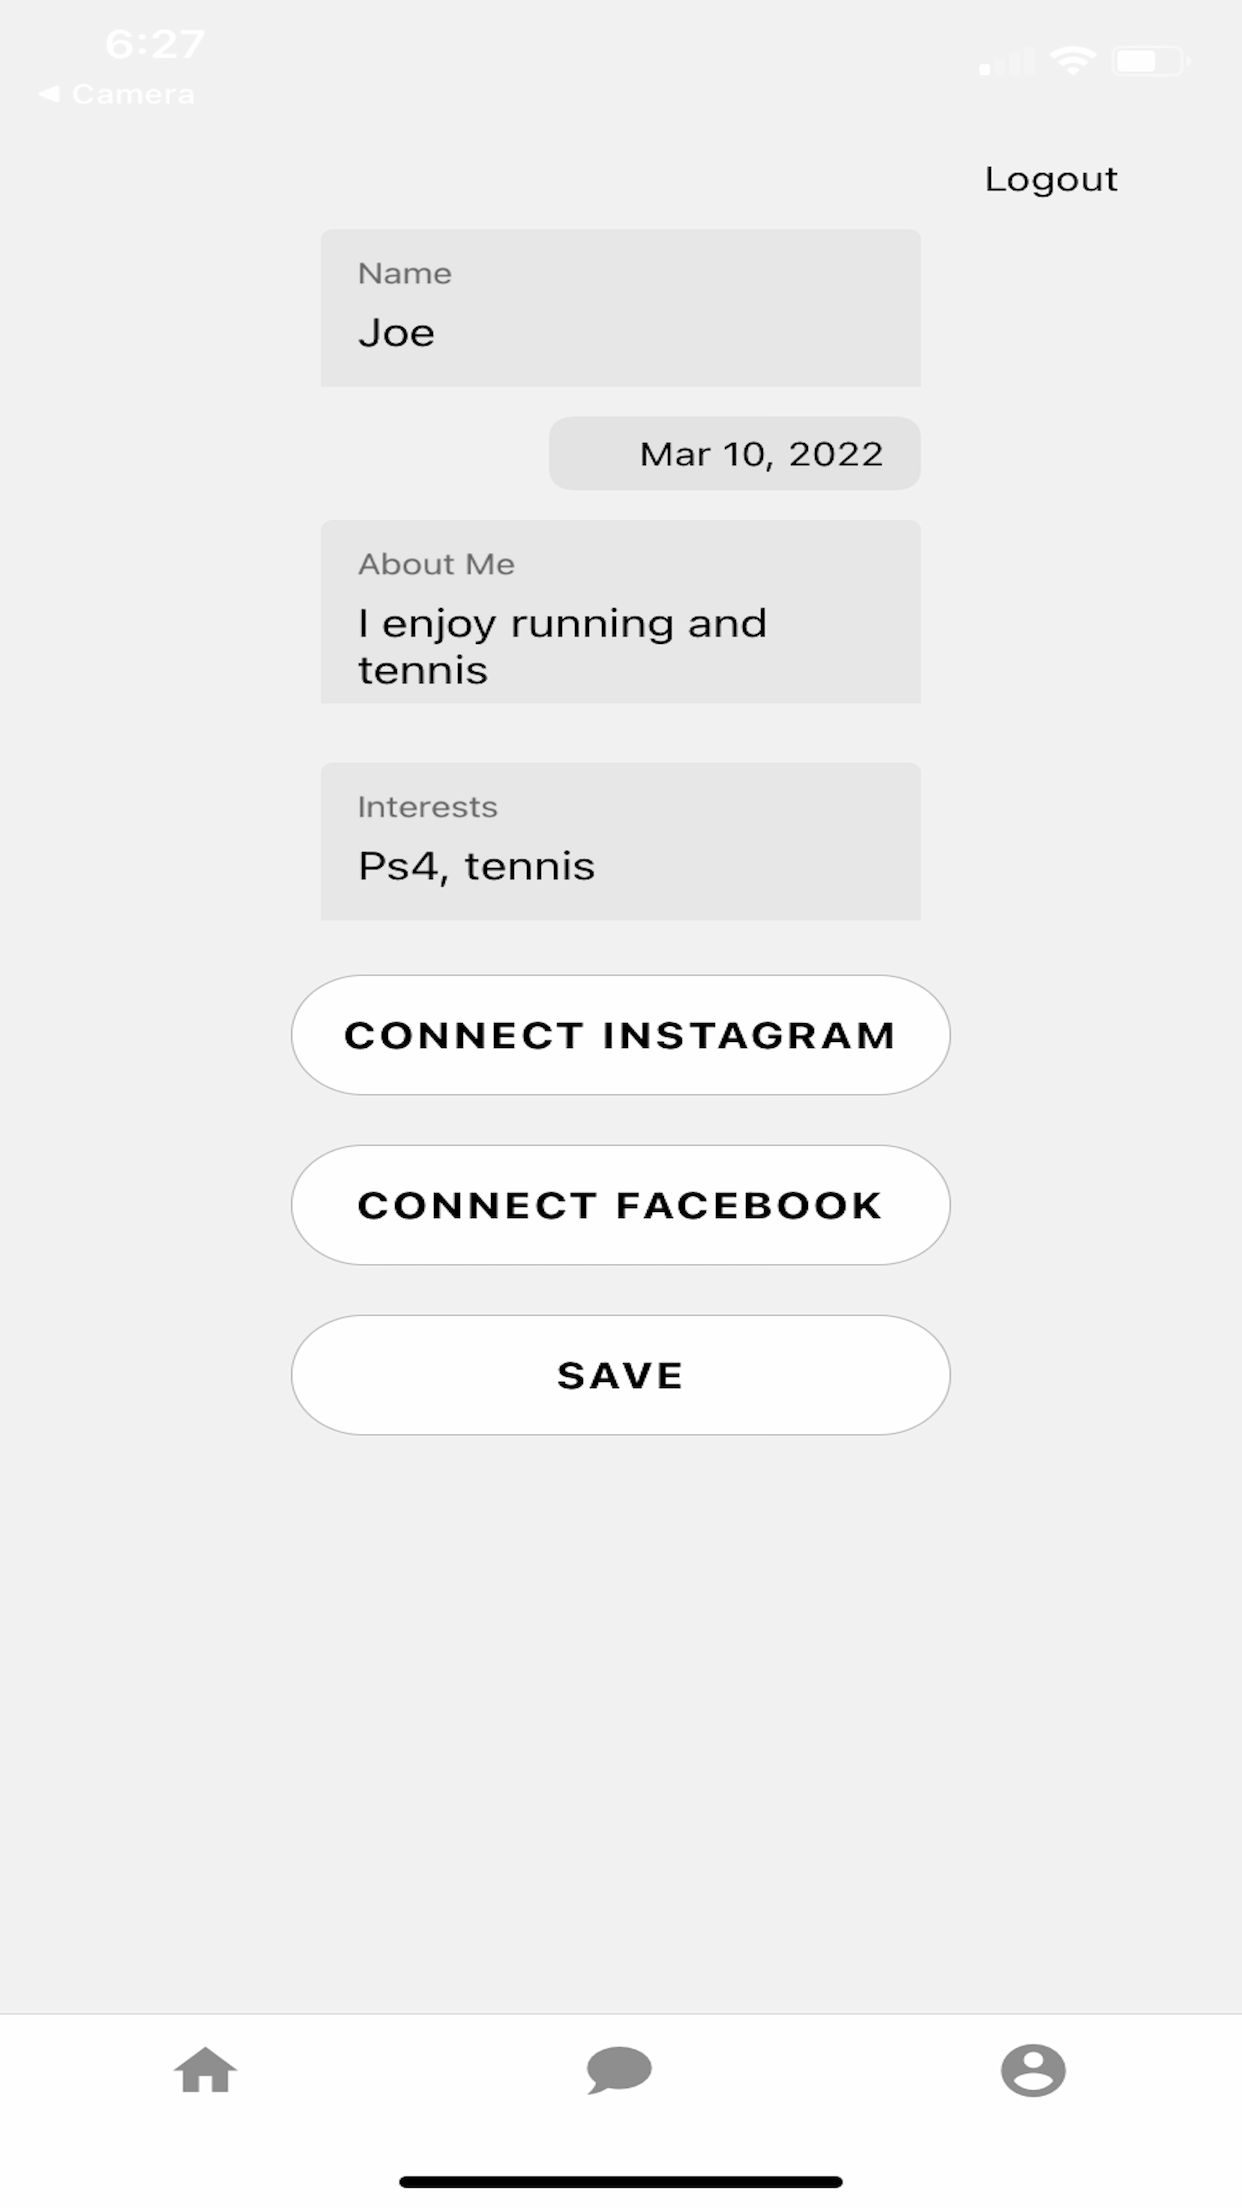 6:27
◀ Camera
Logout
Name
Joe
Mar 10, 2022
About Me
I enjoy running and
tennis
Interests
Ps4, tennis
CONNECT INSTAGRAM
CONNECT FACEBOOK
SAVE